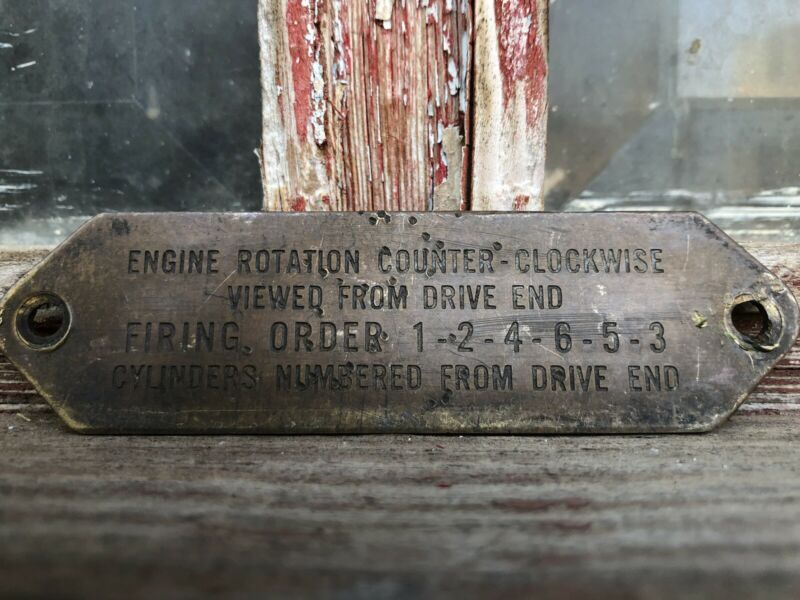 ENGINE ROTATION COUNTER-CLOCKWISE
VIEWED FROM DRIVE END
FIRING ORDER 1-2-4-6-5-3
CYLINDERS NUMBERED FROM DRIVE END